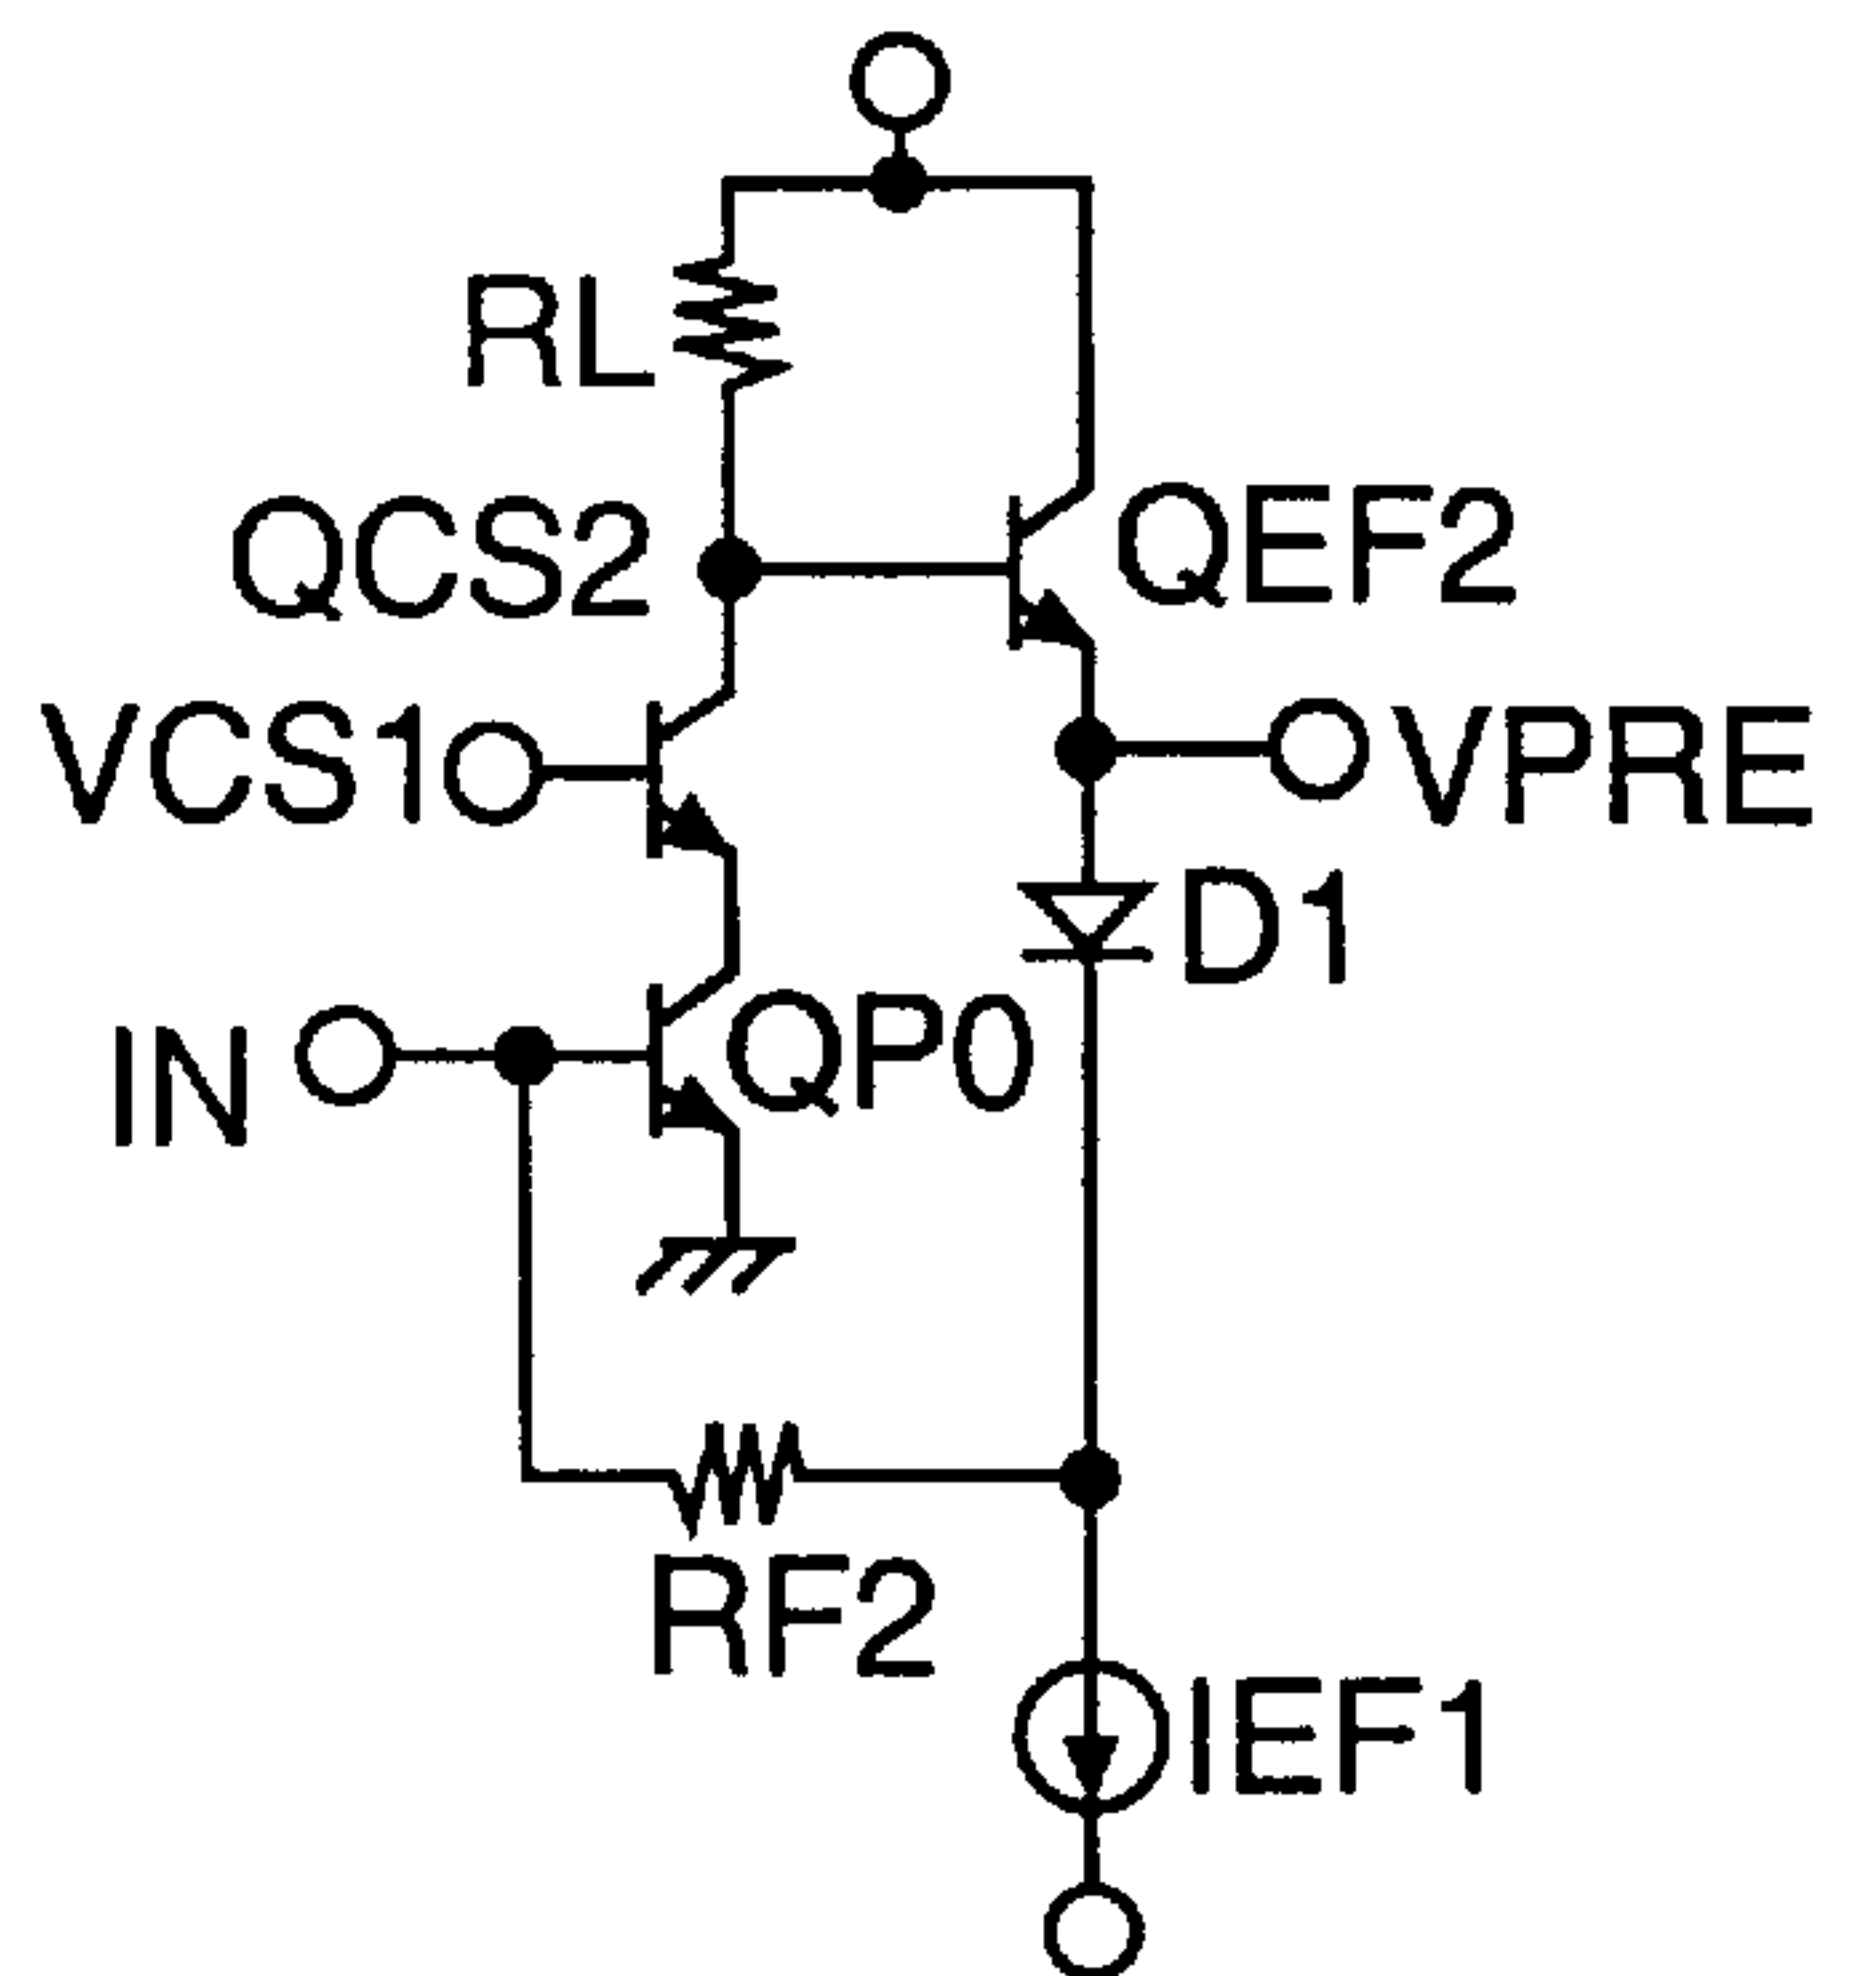 RL
QCS2
QEF2
VCS1
VPRE
D1
IN
QP0
RF2
IEF1